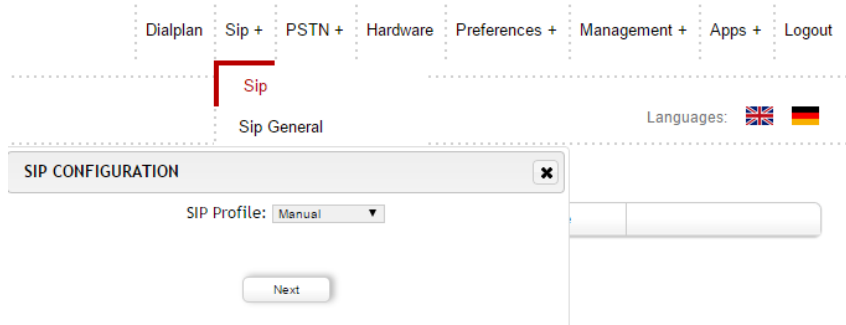 Dialplan Sip + PSTN + Hardware Preferences + Management + Apps + Logout
Sip
Sip General
Languages:
SIP CONFIGURATION
SIP Profile: Manual
Next